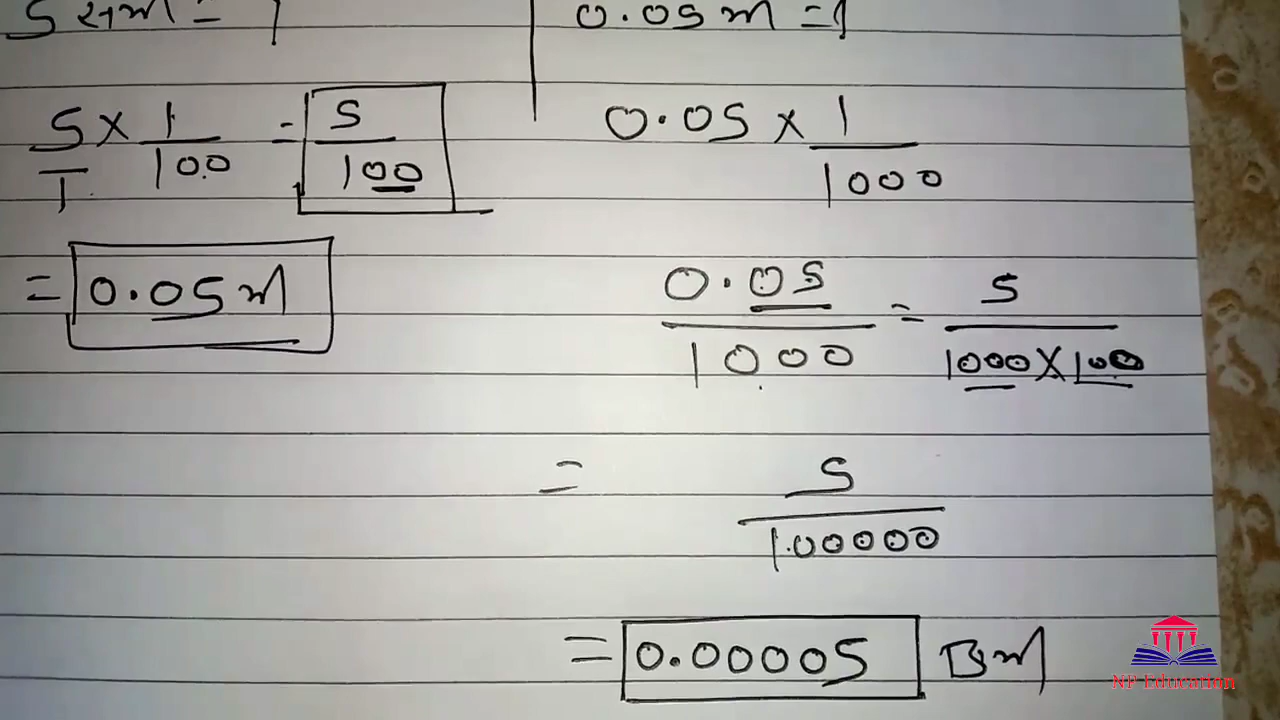 5 સેમી = ?
5/1 × 1/100 = 5/100
= 0.05 મી
0.05 મી = ?
0.05 × 1/1000
0.05/1000 = 5/1000×100
= 5/100000
= 0.00005 કિમી
NP Education